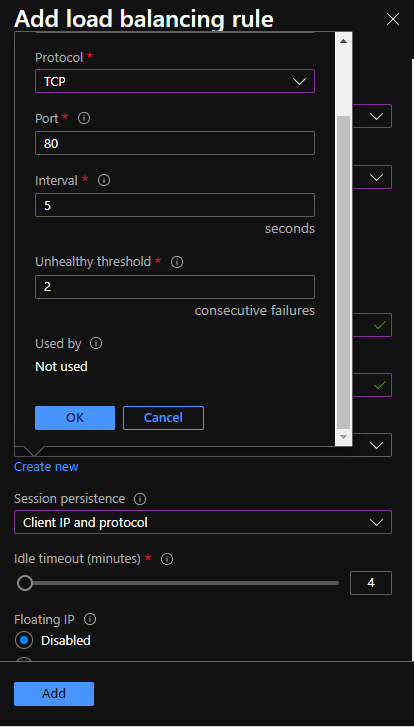 Add load balancing rule
Protocol *
TCP
Port *
80
Interval *
5
seconds
Unhealthy threshold *
2
consecutive failures
Used by
Not used
OK Cancel
Create new
Session persistence
Client IP and protocol
Idle timeout (minutes) *
4
Floating IP
Disabled
Add